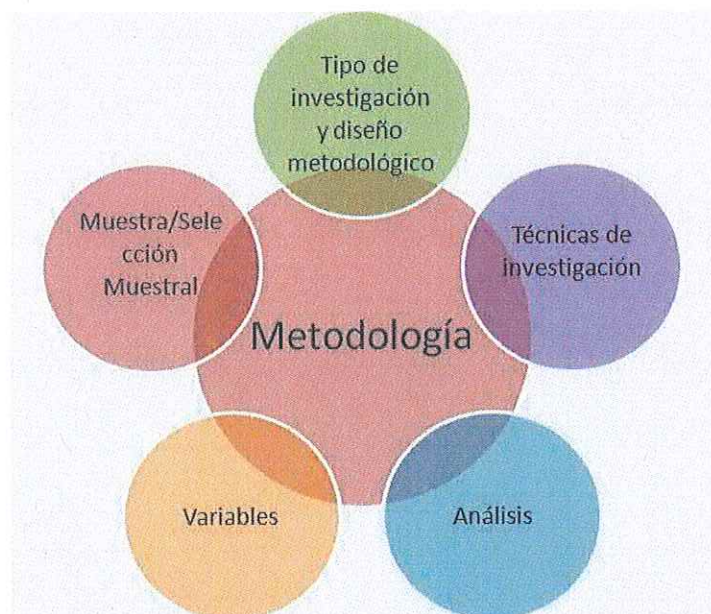 Tipo de
investigación
y diseño
metodológico
Muestra/Sele
cción
Muestral
Técnicas de
investigación
Metodología
Variables
Análisis